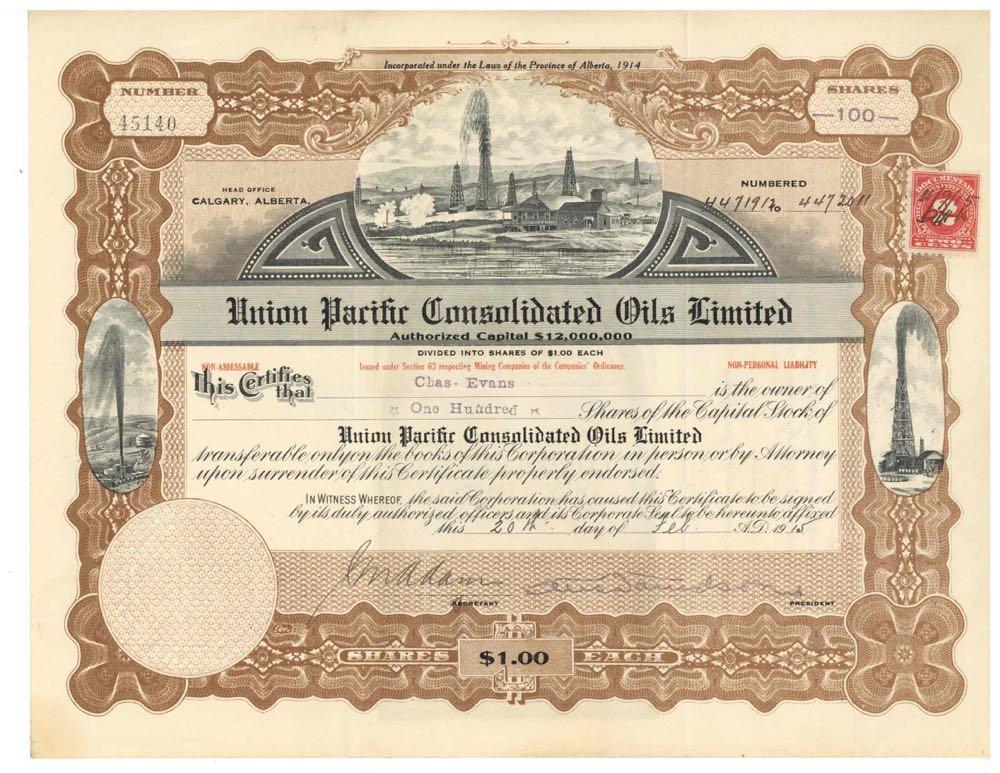 Incorporated under the Laws of the Province of Alberta, 1914
NUMBER
45140
SHARES
—100—
HEAD OFFICE
CALGARY, ALBERTA.
NUMBERED
to
DOCUMENTARY
Union Pacific Consolidated Oils Limited
Authorized Capital $12,000,000
DIVIDED INTO SHARES OF $1.00 EACH
NON-ASSESSABLE
Issued under Section 63 respecting Mining Companies of the Companies' Ordinance.
NON-PERSONAL LIABILITY
This Certifies that Chas. Evans is the owner of
One Hundred Shares of the Capital Stock of
Union Pacific Consolidated Oils Limited
transferable only on the books of this Corporation in person or by Attorney
upon surrender of this Certificate properly endorsed.
IN WITNESS WHEREOF, the said Corporation has caused this Certificate to be signed
by its duly authorized officers and its Corporate Seal to be hereunto affixed
this 20th day of Feb A.D. 1915
SECRETARY
PRESIDENT
SHARES $1.00 EACH